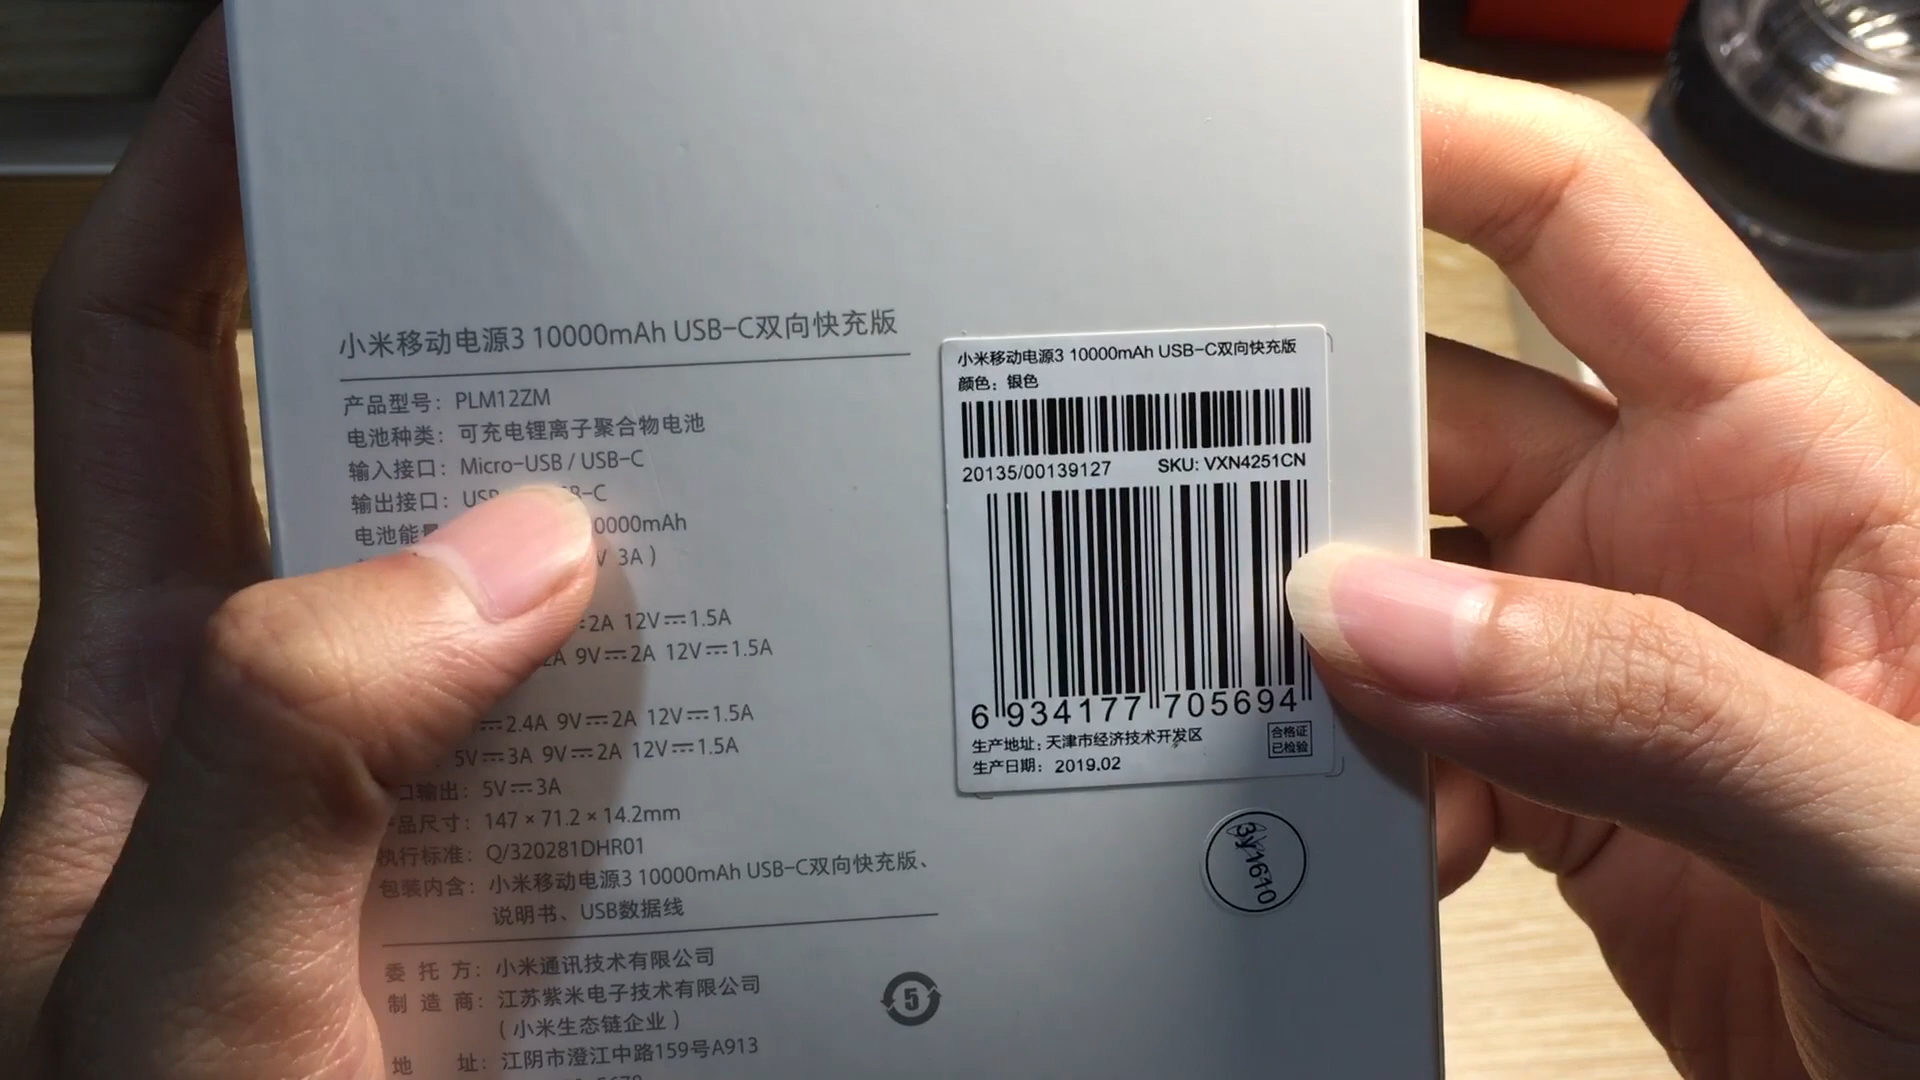 小米移动电源3 10000mAh USB-C双向快充版
产品型号：PLM12ZM
电池种类：可充电锂离子聚合物电池
输入接口：Micro-USB / USB-C
输出接口：
电池能量 0000mAh
3A )
2A 12V⎓1.5A
2A 9V⎓2A 12V⎓1.5A
⎓2.4A 9V⎓2A 12V⎓1.5A
5V⎓3A 9V⎓2A 12V⎓1.5A
口输出：5V⎓3A
品尺寸：147 × 71.2 × 14.2mm
执行标准：Q/320281DHR01
包装内含：小米移动电源3 10000mAh USB-C双向快充版、
说明书、USB数据线
委 托 方：小米通讯技术有限公司
制 造 商：江苏紫米电子技术有限公司
( 小米生态链企业 )
地 址：江阴市澄江中路159号A913
5
小米移动电源3 10000mAh USB-C双向快充版
颜色：银色
20135/00139127 SKU: VXN4251CN
6 934177 705694
生产地址：天津市经济技术开发区
生产日期：2019.02
合格证
已检验